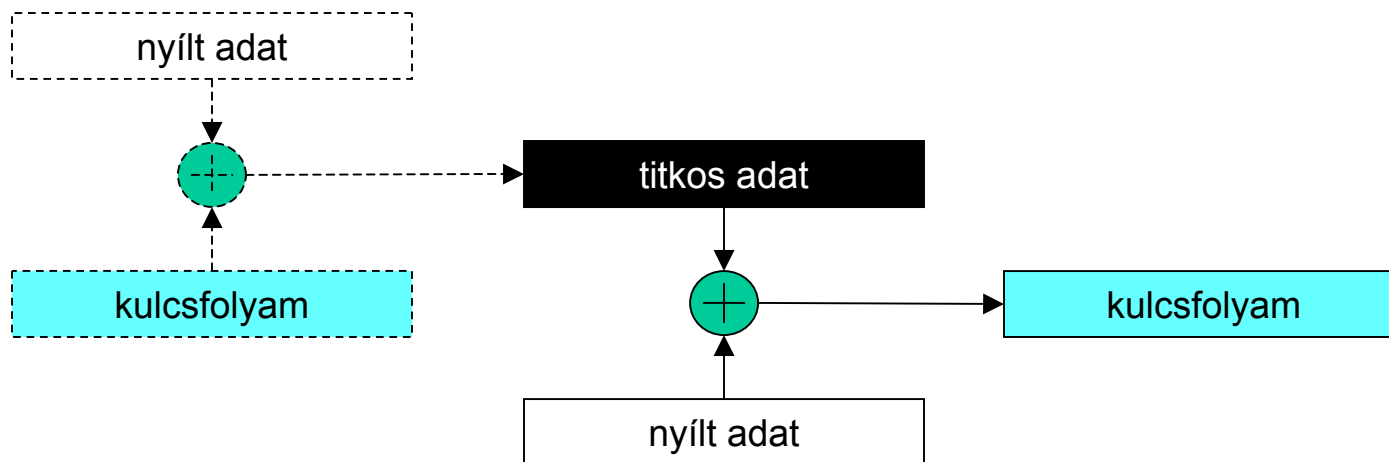 nyílt adat
titkos adat
kulcsfolyam
kulcsfolyam
nyílt adat